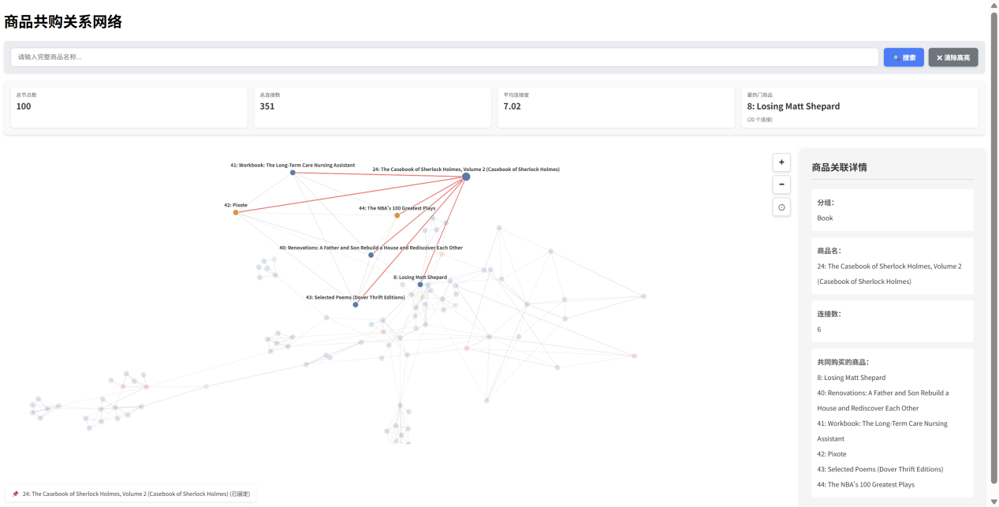 商品共购关系网络
请输入完整商品名称...
🔍 搜索
✕ 清除高亮
总节点数
100
总连接数
351
平均连接度
7.02
最热门商品
8: Losing Matt Shepard
(20 个连接)
41: Workbook: The Long-Term Care Nursing Assistant
24: The Casebook of Sherlock Holmes, Volume 2 (Casebook of Sherlock Holmes)
42: Pixote
44: The NBA's 100 Greatest Plays
40: Renovations: A Father and Son Rebuild a House and Rediscover Each Other
8: Losing Matt Shepard
43: Selected Poems (Dover Thrift Editions)
+
−
⊙
商品关联详情
分组:
Book
商品名:
24: The Casebook of Sherlock Holmes, Volume 2
(Casebook of Sherlock Holmes)
连接数:
6
共同购买的商品:
8: Losing Matt Shepard
40: Renovations: A Father and Son Rebuild a
House and Rediscover Each Other
41: Workbook: The Long-Term Care Nursing
Assistant
42: Pixote
43: Selected Poems (Dover Thrift Editions)
44: The NBA's 100 Greatest Plays
📌 24: The Casebook of Sherlock Holmes, Volume 2 (Casebook of Sherlock Holmes) (已固定)